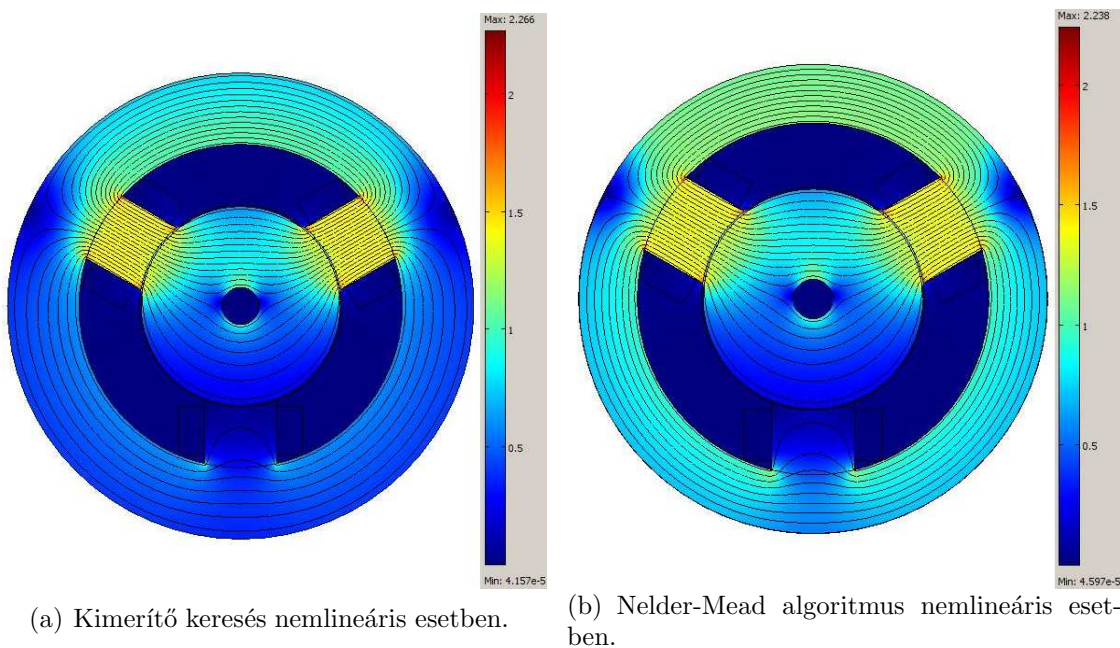 Max: 2.266
2
1.5
1
0.5
Min: 4.157e-5
(a) Kimerítő keresés nemlineáris esetben.
Max: 2.238
2
1.5
1
0.5
Min: 4.597e-5
(b) Nelder-Mead algoritmus nemlineáris eset-
ben.